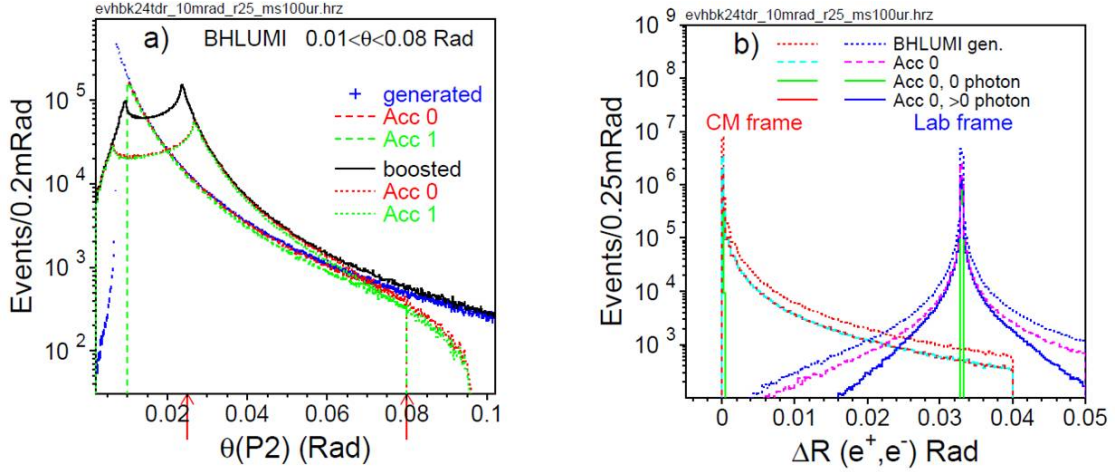 evhbk24tdr_10mrad_r25_ms100ur.hrz
a) BHLUMI 0.01<θ<0.08 Rad
generated
Acc 0
Acc 1
boosted
Acc 0
Acc 1
Events/0.2mRad
10^5
10^4
10^3
10^2
0.02 0.04 0.06 0.08 0.1
θ(P2) (Rad)
evhbk24tdr_10mrad_r25_ms100ur.hrz
b)
BHLUMI gen.
Acc 0
Acc 0, 0 photon
Acc 0, >0 photon
CM frame Lab frame
Events/0.25mRad
10^9
10^8
10^7
10^6
10^5
10^4
10^3
0 0.01 0.02 0.03 0.04 0.05
ΔR (e⁺,e⁻) Rad